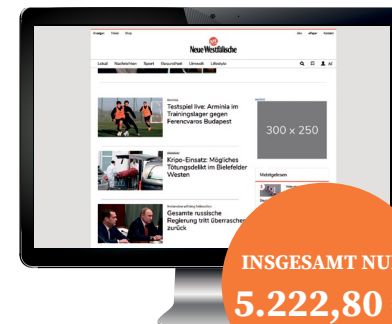 Neue Westfälische
Lokal Nachrichten Sport Gesundheit Umwelt Lifestyle
Testspiel live: Arminia im
Trainingslager gegen
Ferencvaros Budapest
300 x 250
Kripo-Einsatz: Mögliches
Tötungsdelikt im Bielefelder
Westen
Meistgelesen
Gesamte russische
Regierung tritt überraschend
zurück
INSGESAMT NU
5.222,80